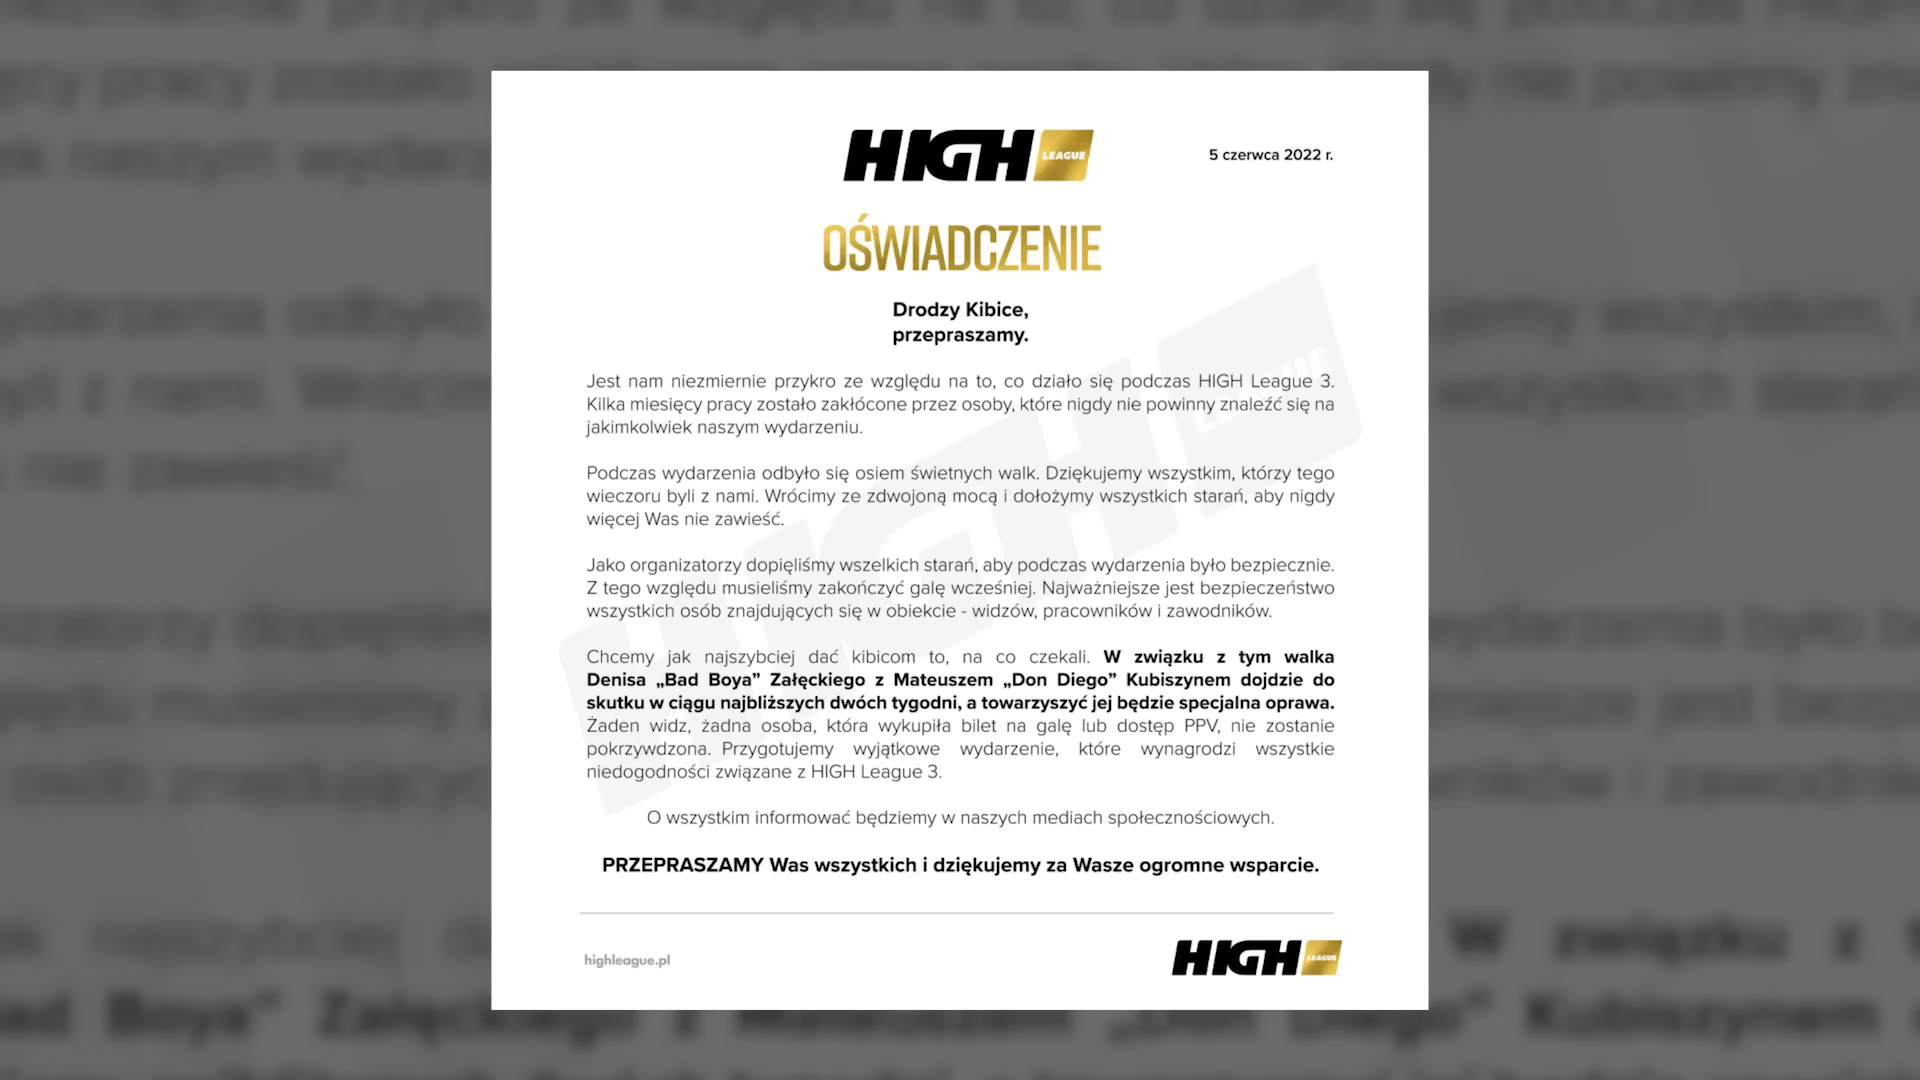 HIGH LEAGUE
5 czerwca 2022 r.
OŚWIADCZENIE
Drodzy Kibice,
przepraszamy.
Jest nam niezmiernie przykro ze względu na to, co działo się podczas HIGH League 3.
Kilka miesięcy pracy zostało zakłócone przez osoby, które nigdy nie powinny znaleźć się na
jakimkolwiek naszym wydarzeniu.
Podczas wydarzenia odbyło się osiem świetnych walk. Dziękujemy wszystkim, którzy tego
wieczoru byli z nami. Wrócimy ze zdwojoną mocą i dołożymy wszystkich starań, aby nigdy
więcej Was nie zawieść.
Jako organizatorzy dopięliśmy wszelkich starań, aby podczas wydarzenia było bezpiecznie.
Z tego względu musieliśmy zakończyć galę wcześniej. Najważniejsze jest bezpieczeństwo
wszystkich osób znajdujących się w obiekcie - widzów, pracowników i zawodników.
Chcemy jak najszybciej dać kibicom to, na co czekali. W związku z tym walka
Denisa „Bad Boya” Załęckiego z Mateuszem „Don Diego” Kubiszynem dojdzie do
skutku w ciągu najbliższych dwóch tygodni, a towarzyszyć jej będzie specjalna oprawa.
Żaden widz, żadna osoba, która wykupiła bilet na galę lub dostęp PPV, nie zostanie
pokrzywdzona. Przygotujemy wyjątkowe wydarzenie, które wynagrodzi wszystkie
niedogodności związane z HIGH League 3.
O wszystkim informować będziemy w naszych mediach społecznościowych.
PRZEPRASZAMY Was wszystkich i dziękujemy za Wasze ogromne wsparcie.
highleague.pl
HIGH LEAGUE